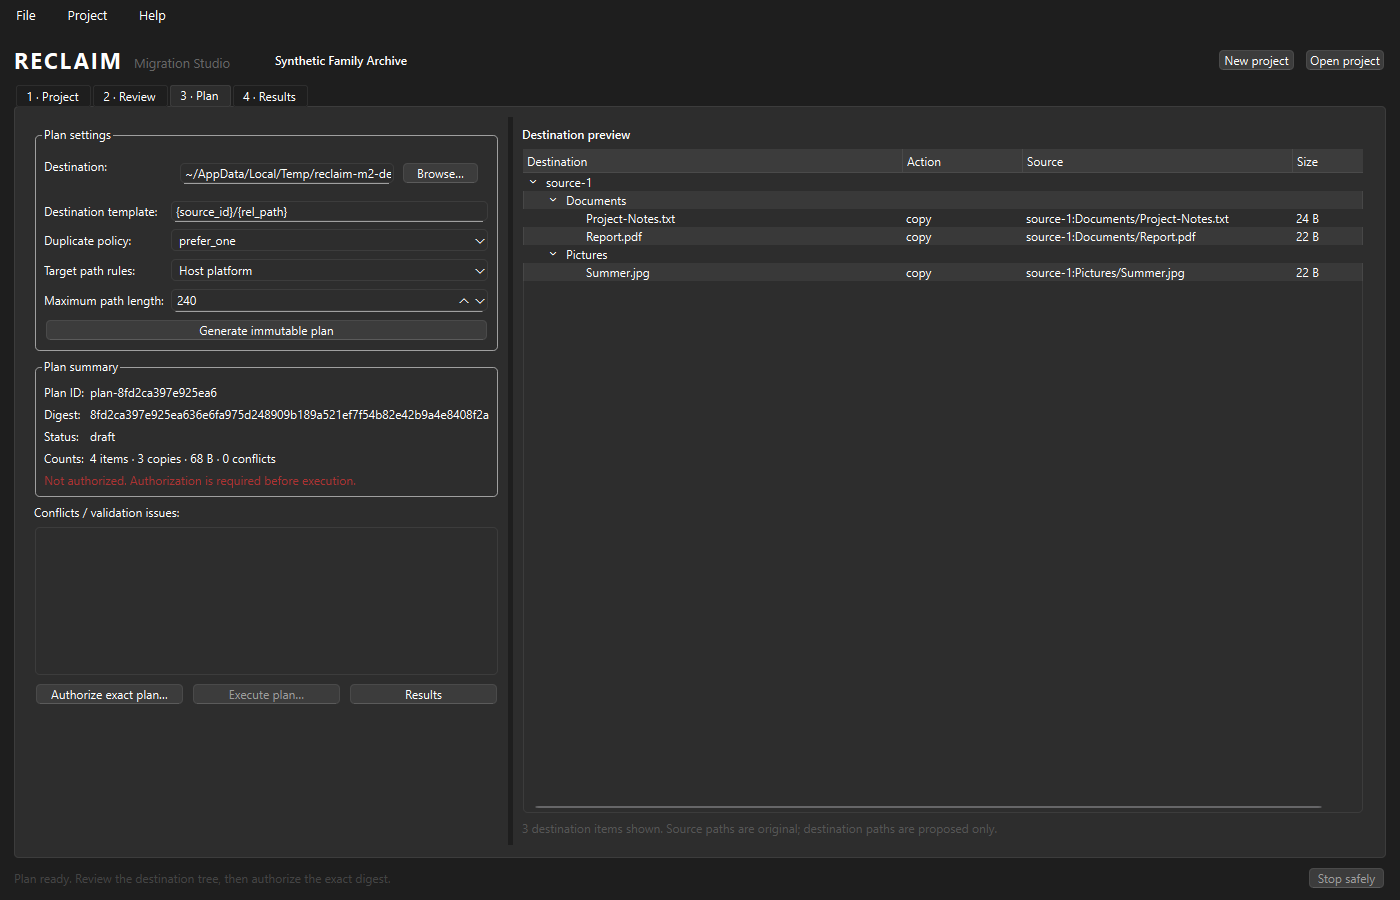 File Project Help
RECLAIM Migration Studio Synthetic Family Archive New project Open project
1 · Project 2 · Review 3 · Plan 4 · Results
Plan settings
Destination: ~/AppData/Local/Temp/reclaim-m2-de Browse...
Destination template: {source_id}/{rel_path}
Duplicate policy: prefer_one
Target path rules: Host platform
Maximum path length: 240
Generate immutable plan
Plan summary
Plan ID: plan-8fd2ca397e925ea6
Digest: 8fd2ca397e925ea636e6fa975d248909b189a521ef7f54b82e42b9a4e8408f2a
Status: draft
Counts: 4 items · 3 copies · 68 B · 0 conflicts
Not authorized. Authorization is required before execution.
Conflicts / validation issues:
Authorize exact plan... Execute plan... Results
Destination preview
Destination Action Source Size
source-1
Documents
Project-Notes.txt copy source-1:Documents/Project-Notes.txt 24 B
Report.pdf copy source-1:Documents/Report.pdf 22 B
Pictures
Summer.jpg copy source-1:Pictures/Summer.jpg 22 B
3 destination items shown. Source paths are original; destination paths are proposed only.
Plan ready. Review the destination tree, then authorize the exact digest. Stop safely